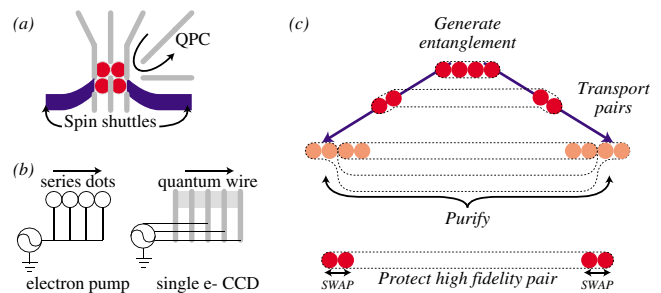 (a)
QPC
Spin shuttles
(b)
series dots
quantum wire
electron pump
single e- CCD
(c)
Generate
entanglement
Transport
pairs
Purify
Protect high fidelity pair
SWAP
SWAP